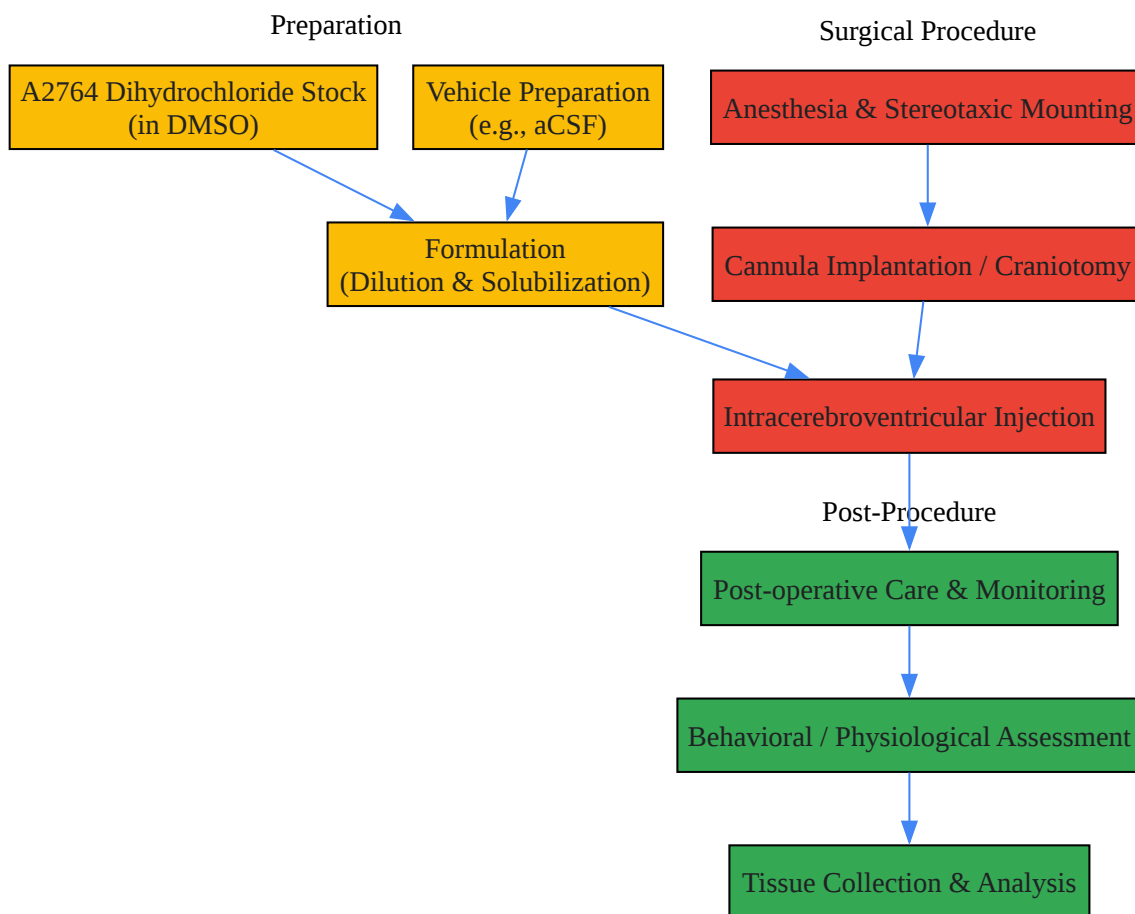 Preparation
A2764 Dihydrochloride Stock
(in DMSO)
Vehicle Preparation
(e.g., aCSF)
Formulation
(Dilution & Solubilization)
Surgical Procedure
Anesthesia & Stereotaxic Mounting
Cannula Implantation / Craniotomy
Intracerebroventricular Injection
Post-Procedure
Post-operative Care & Monitoring
Behavioral / Physiological Assessment
Tissue Collection & Analysis